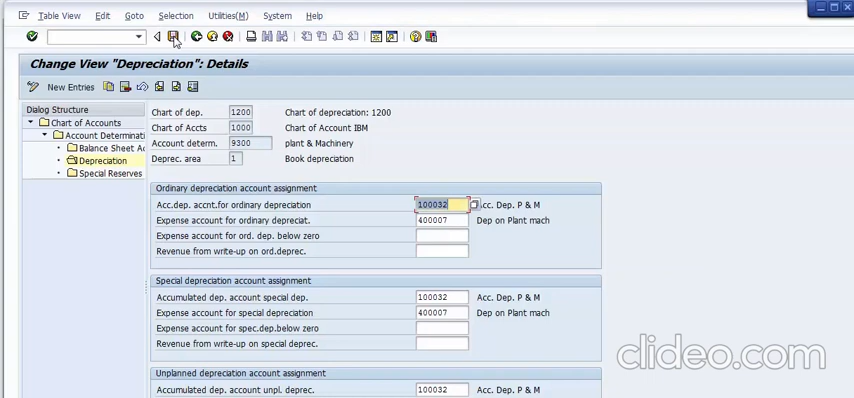 Table View Edit Goto Selection Utilities(M) System Help
Change View "Depreciation": Details
New Entries
Dialog Structure
Chart of Accounts
Account Determinati
Balance Sheet Ac
Depreciation
Special Reserves
Chart of dep. 1200 Chart of depreciation: 1200
Chart of Accts 1000 Chart of Account IBM
Account determ. 9300 plant & Machinery
Deprec. area 1 Book depreciation
Ordinary depreciation account assignment
Acc.dep. accnt.for ordinary depreciation 100032 Acc. Dep. P & M
Expense account for ordinary depreciat. 400007 Dep on Plant mach
Expense account for ord. dep. below zero
Revenue from write-up on ord.deprec.
Special depreciation account assignment
Accumulated dep. account special dep. 100032 Acc. Dep. P & M
Expense account for special depreciation 400007 Dep on Plant mach
Expense account for spec.dep.below zero
Revenue from write-up on special deprec.
Unplanned depreciation account assignment
Accumulated dep. account unpl. deprec. 100032 Acc. Dep. P & M
clideo.com